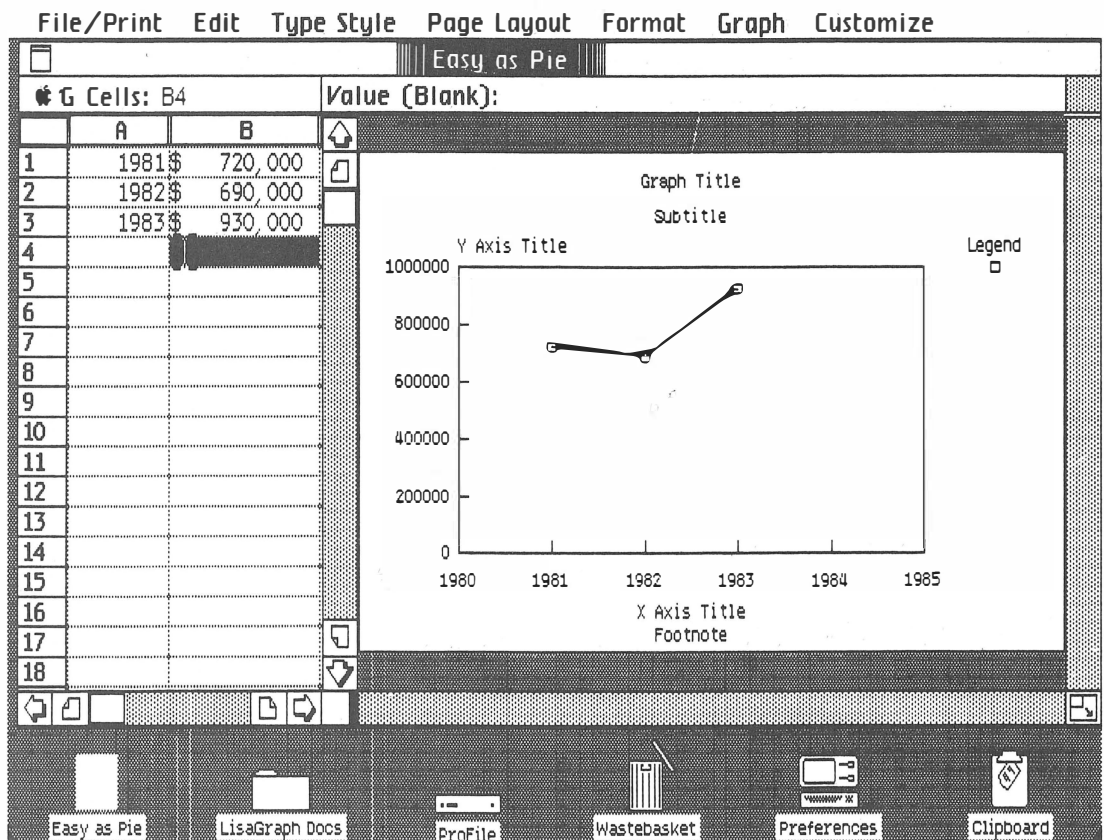 File/Print Edit Type Style Page Layout Format Graph Customize
Easy as Pie
G Cells: B4 Value (Blank):
A B
1 1981 $ 720,000
2 1982 $ 690,000
3 1983 $ 930,000
4
5
6
7
8
9
10
11
12
13
14
15
16
17
18
Graph Title
Subtitle
Y Axis Title
Legend
1000000
800000
600000
400000
200000
0
1980 1981 1982 1983 1984 1985
X Axis Title
Footnote
Easy as Pie LisaGraph Docs ProFile Wastebasket Preferences Clipboard